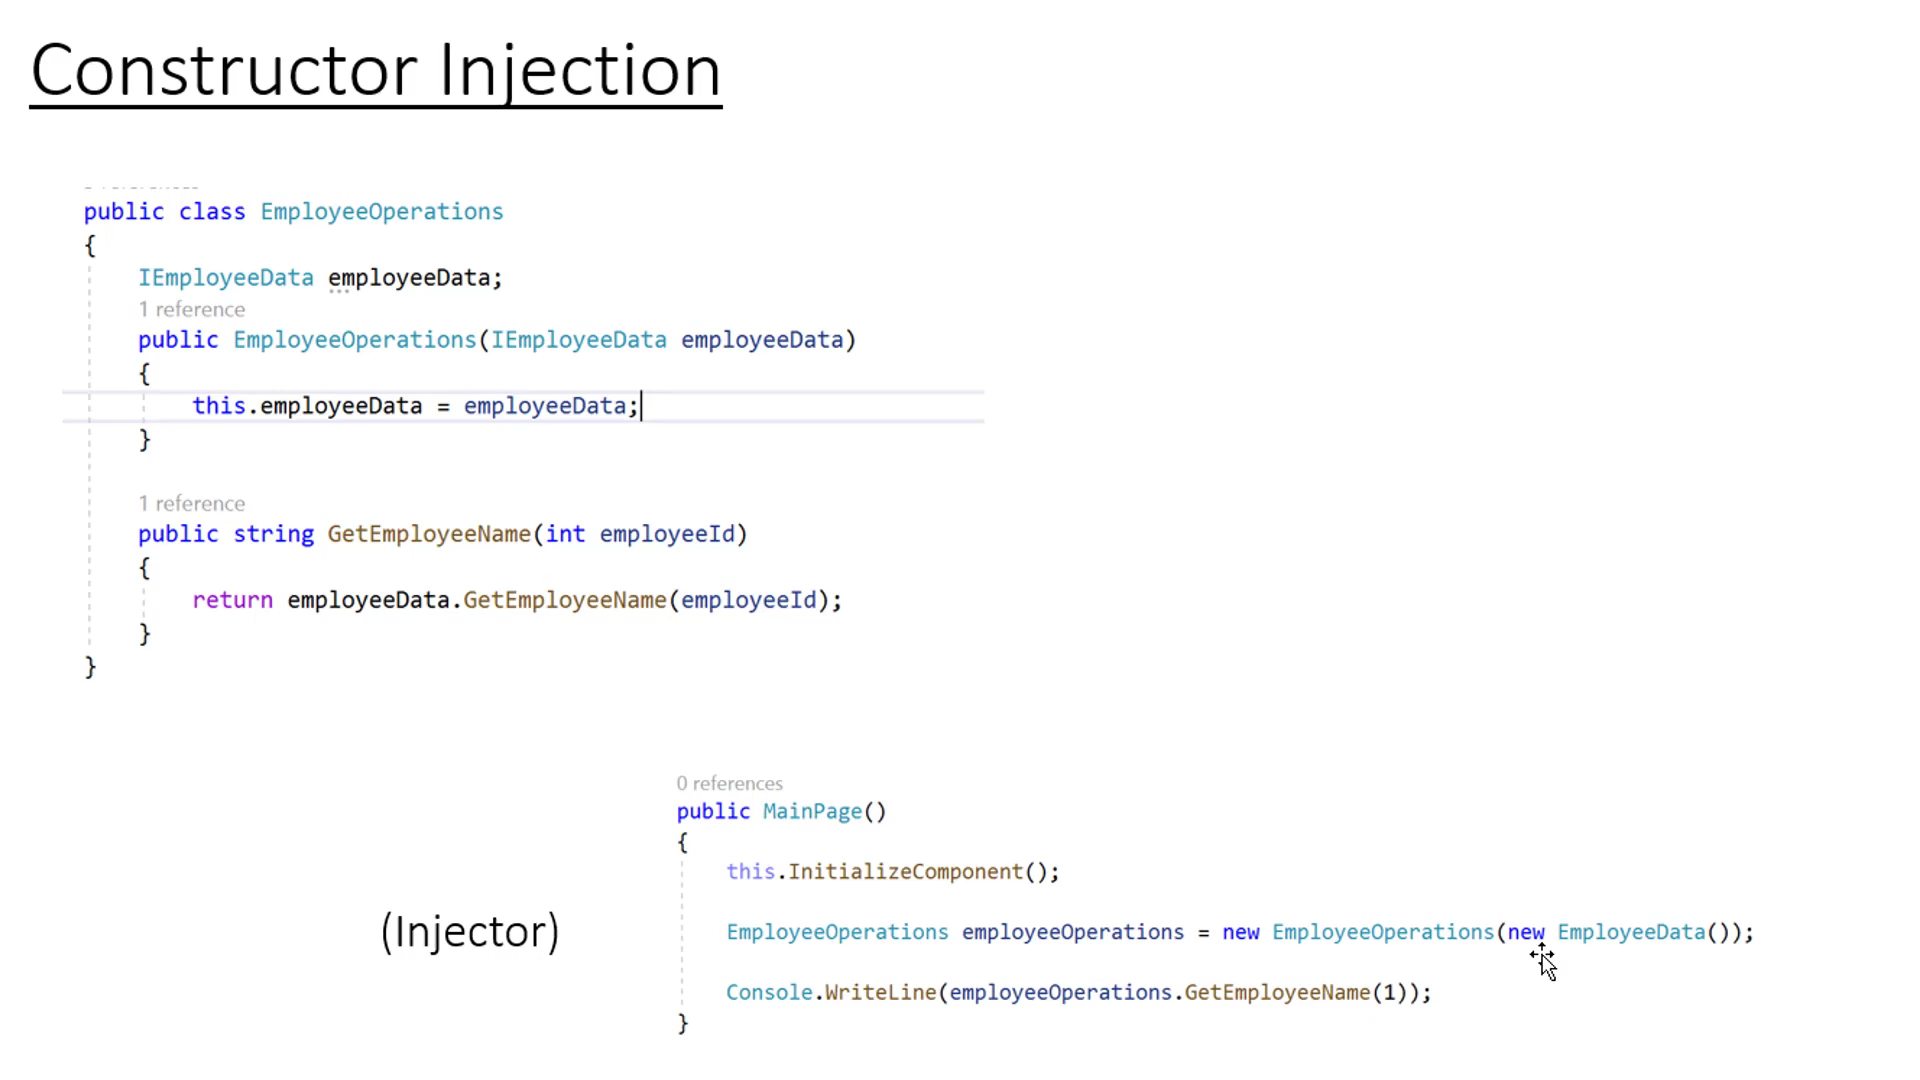 Constructor Injection
public class EmployeeOperations
{
IEmployeeData employeeData;
1 reference
public EmployeeOperations(IEmployeeData employeeData)
{
this.employeeData = employeeData;
}
1 reference
public string GetEmployeeName(int employeeId)
{
return employeeData.GetEmployeeName(employeeId);
}
}
0 references
public MainPage()
{
this.InitializeComponent();
(Injector)
EmployeeOperations employeeOperations = new EmployeeOperations(new EmployeeData());
Console.WriteLine(employeeOperations.GetEmployeeName(1));
}